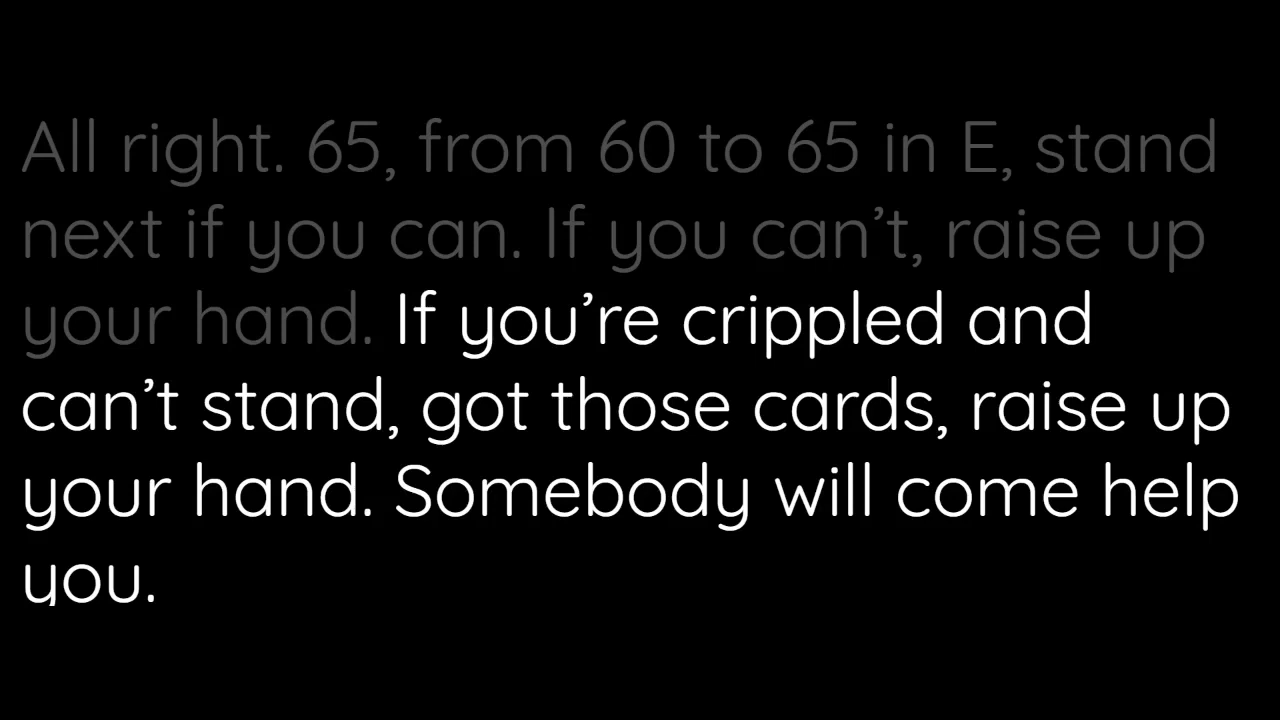 All right. 65, from 60 to 65 in E, stand
next if you can. If you can’t, raise up
your hand. If you’re crippled and
can’t stand, got those cards, raise up
your hand. Somebody will come help
you.